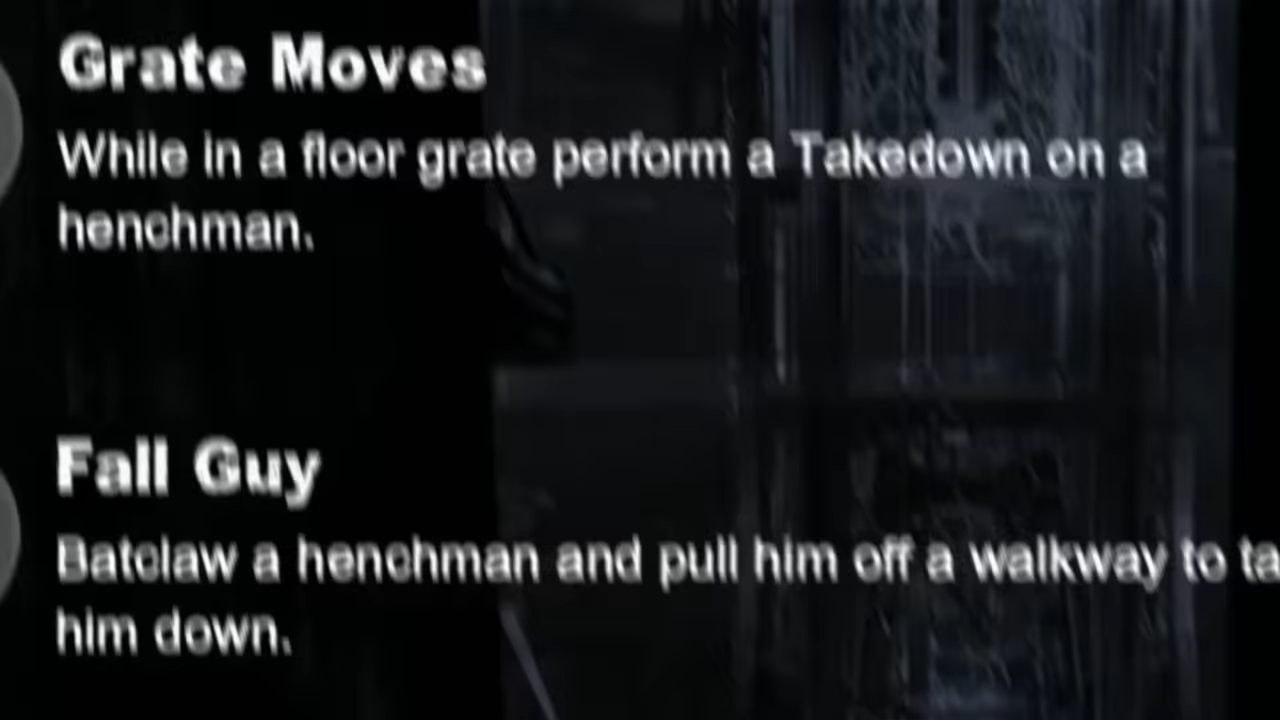 Grate Moves
While in a floor grate perform a Takedown on a
henchman.
Fall Guy
Batclaw a henchman and pull him off a walkway to
him down.